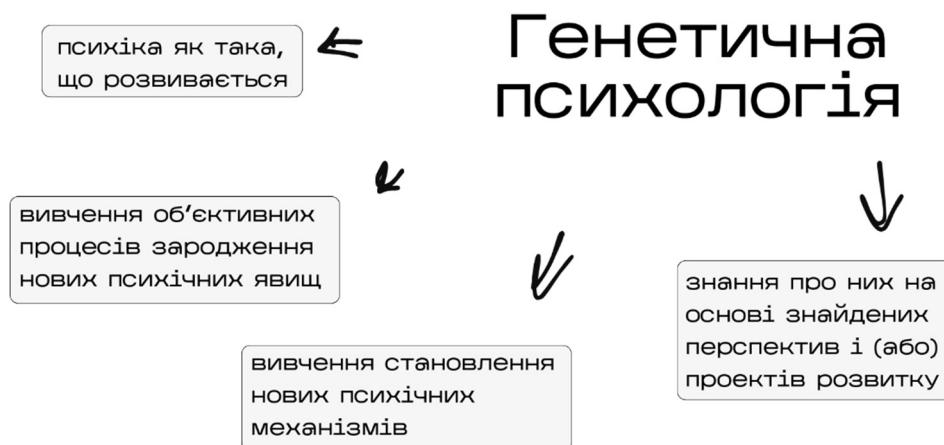 Генетична
психологія
психіка як така,
що розвивається
вивчення об’єктивних
процесів зародження
нових психічних явищ
вивчення становлення
нових психічних
механізмів
знання про них на
основі знайдених
перспектив і (або)
проектів розвитку